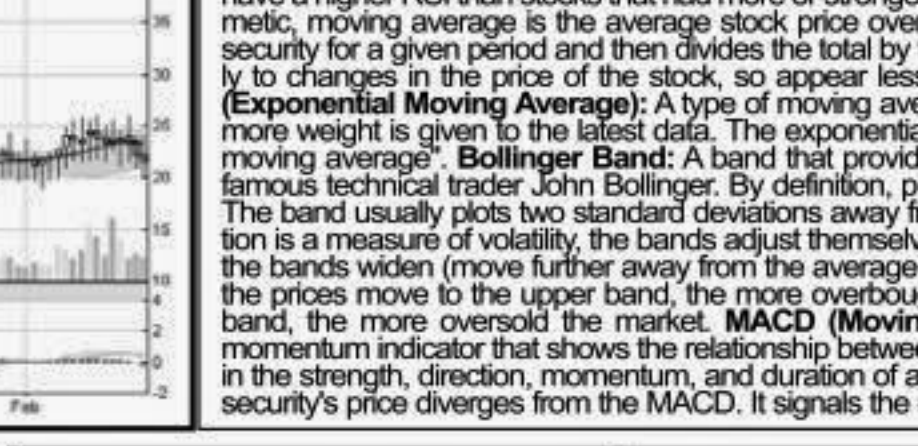 35
30
25
20
15
10
4
2
0
-2
Feb
have a higher RSI than stocks that had more or stronge
metic, moving average is the average stock price over
security for a given period and then divides the total by
ly to changes in the price of the stock, so appear less
(Exponential Moving Average): A type of moving ave
more weight is given to the latest data. The exponentia
moving average". Bollinger Band: A band that provid
famous technical trader John Bollinger. By definition, p
The band usually plots two standard deviations away f
tion is a measure of volatility, the bands adjust themselv
the bands widen (move further away from the average
the prices move to the upper band, the more overbou
band, the more oversold the market. MACD (Movin
momentum indicator that shows the relationship betwee
in the strength, direction, momentum, and duration of a
security's price diverges from the MACD. It signals the